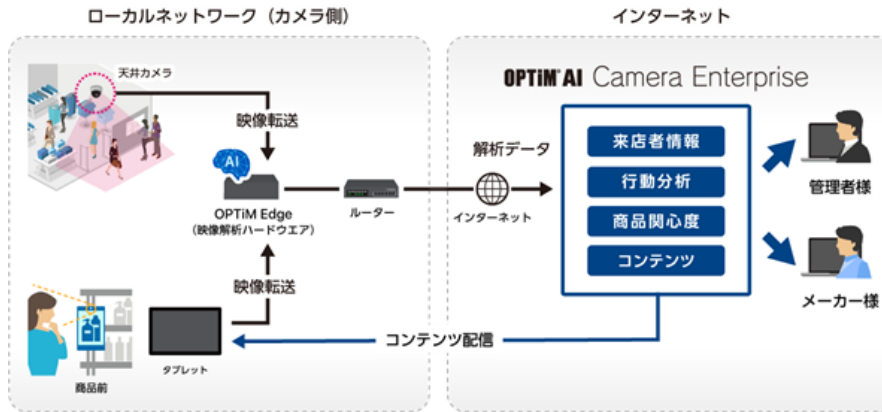 ローカルネットワーク（カメラ側）
インターネット
天井カメラ
映像転送
AI
OPTiM Edge
（映像解析ハードウエア）
ルーター
解析データ
インターネット
OPTiM AI Camera Enterprise
来店者情報
行動分析
商品関心度
コンテンツ
管理者様
メーカー様
映像転送
コンテンツ配信
商品前
タブレット